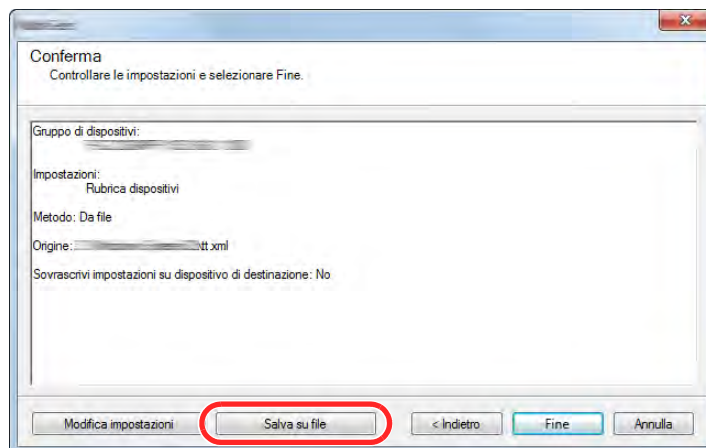 Conferma
Controllare le impostazioni e selezionare Fine.
Gruppo di dispositivi:
Impostazioni:
Rubrica dispositivi
Metodo: Da file
Origine: \tt.xml
Sovrascrivi impostazioni su dispositivo di destinazione: No
Modifica impostazioni
Salva su file
< Indietro
Fine
Annulla